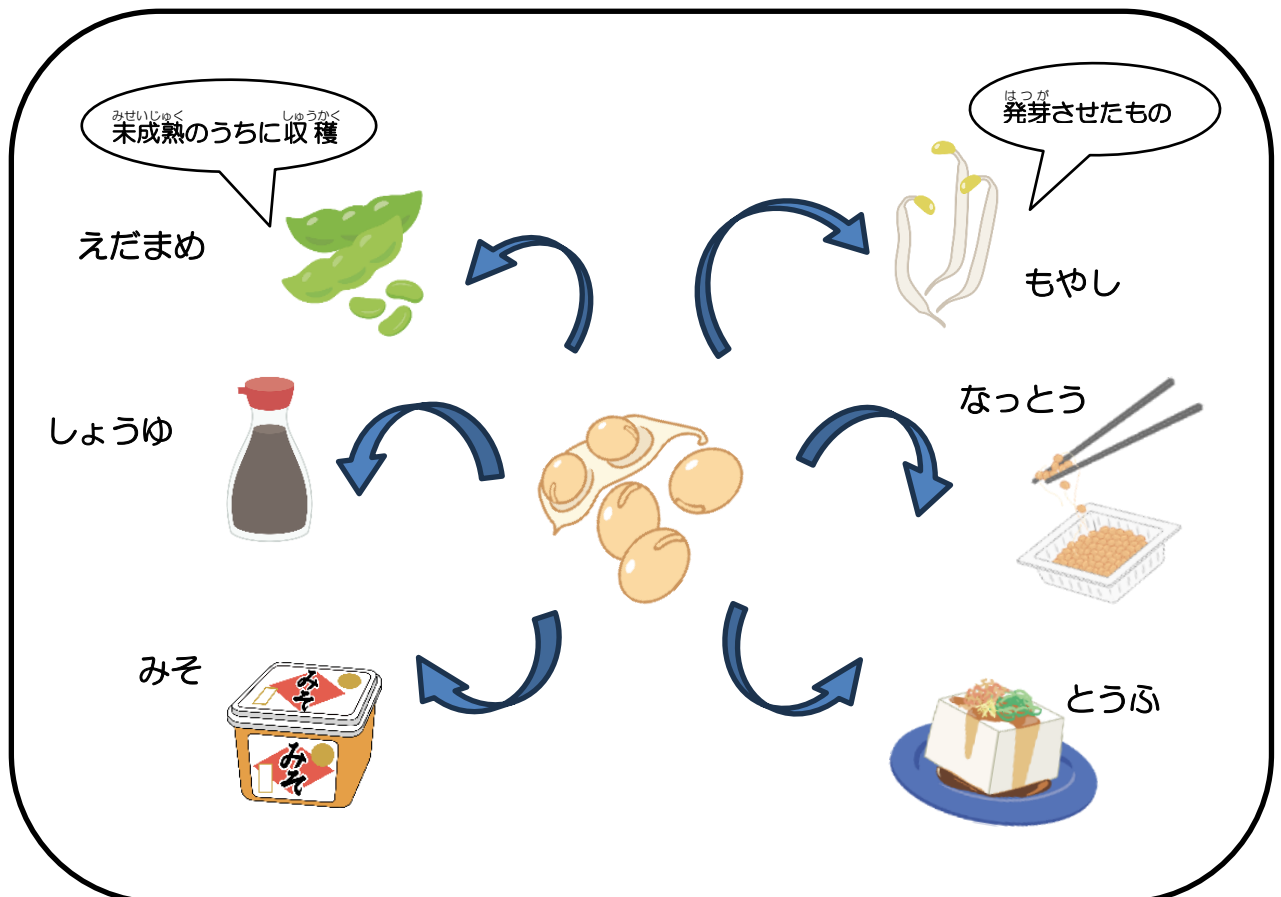 みせいじゅく しゅうかく
未成熟のうちに収穫
はつが
発芽させたもの
えだまめ
もやし
しょうゆ
なっとう
みそ
みそ
みそ
とうふ